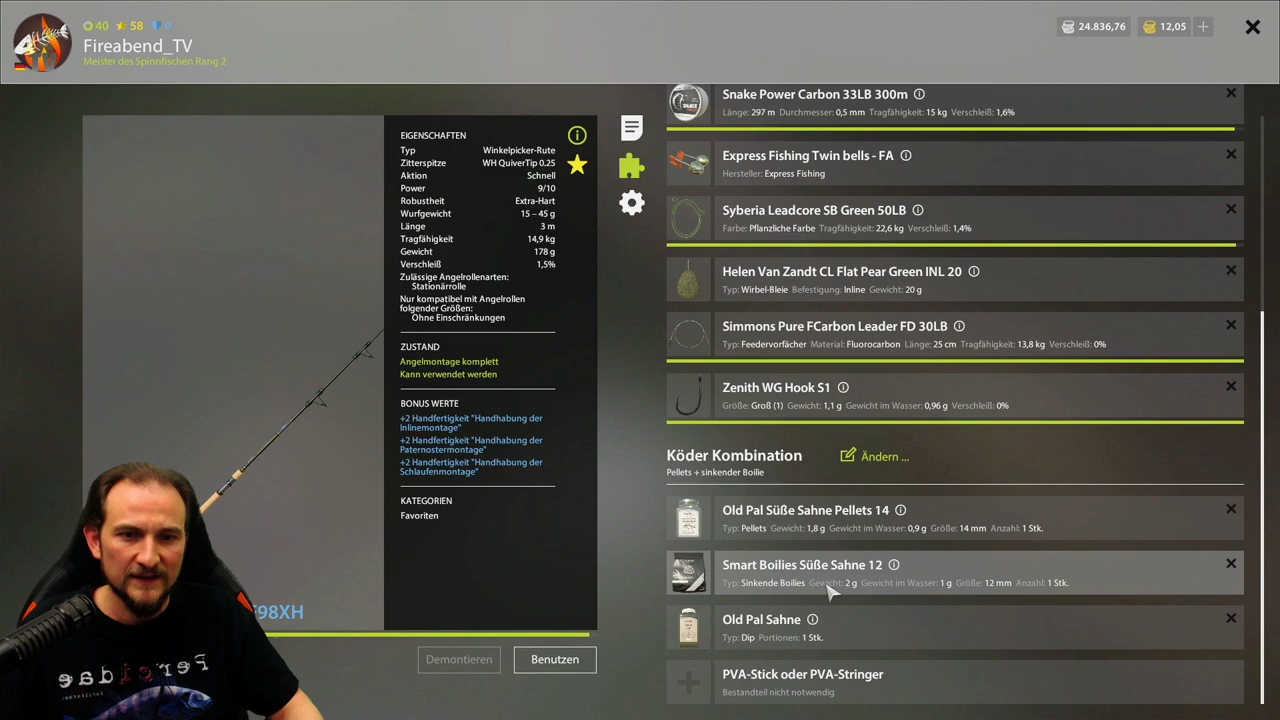 40 58 0
Fireabend_TV
Meister des Spinnfischen Rang 2
24.836,76 12,05
EIGENSCHAFTEN
Typ Winkelpicker-Rute
Zitterspitze WH QuiverTip 0.25
Aktion Schnell
Power 9/10
Robustheit Extra-Hart
Wurfgewicht 15 – 45 g
Länge 3 m
Tragfähigkeit 14,9 kg
Gewicht 178 g
Verschleiß 1,5%
Zulässige Angelrollenarten:
Stationärrolle
Nur kompatibel mit Angelrollen
folgender Größen:
Ohne Einschränkungen
ZUSTAND
Angelmontage komplett
Kann verwendet werden
BONUS WERTE
+2 Handfertigkeit "Handhabung der
Inlinemontage"
+2 Handfertigkeit "Handhabung der
Paternostermontage"
+2 Handfertigkeit "Handhabung der
Schlaufenmontage"
KATEGORIEN
Favoriten
98XH
Demontieren Benutzen
Snake Power Carbon 33LB 300m
Länge: 297 m Durchmesser: 0,5 mm Tragfähigkeit: 15 kg Verschleiß: 1,6%
Express Fishing Twin bells - FA
Hersteller: Express Fishing
Syberia Leadcore SB Green 50LB
Farbe: Pflanzliche Farbe Tragfähigkeit: 22,6 kg Verschleiß: 1,4%
Helen Van Zandt CL Flat Pear Green INL 20
Typ: Wirbel-Bleie Befestigung: Inline Gewicht: 20 g
Simmons Pure FCarbon Leader FD 30LB
Typ: Feedervorfächer Material: Fluorocarbon Länge: 25 cm Tragfähigkeit: 13,8 kg Verschleiß: 0%
Zenith WG Hook S1
Größe: Groß (1) Gewicht: 1,1 g Gewicht im Wasser: 0,96 g Verschleiß: 0%
Köder Kombination Ändern ...
Pellets + sinkender Boilie
Old Pal Süße Sahne Pellets 14
Typ: Pellets Gewicht: 1,8 g Gewicht im Wasser: 0,9 g Größe: 14 mm Anzahl: 1 Stk.
Smart Boilies Süße Sahne 12
Typ: Sinkende Boilies Gewicht: 2 g Gewicht im Wasser: 1 g Größe: 12 mm Anzahl: 1 Stk.
Old Pal Sahne
Typ: Dip Portionen: 1 Stk.
PVA-Stick oder PVA-Stringer
Bestandteil nicht notwendig